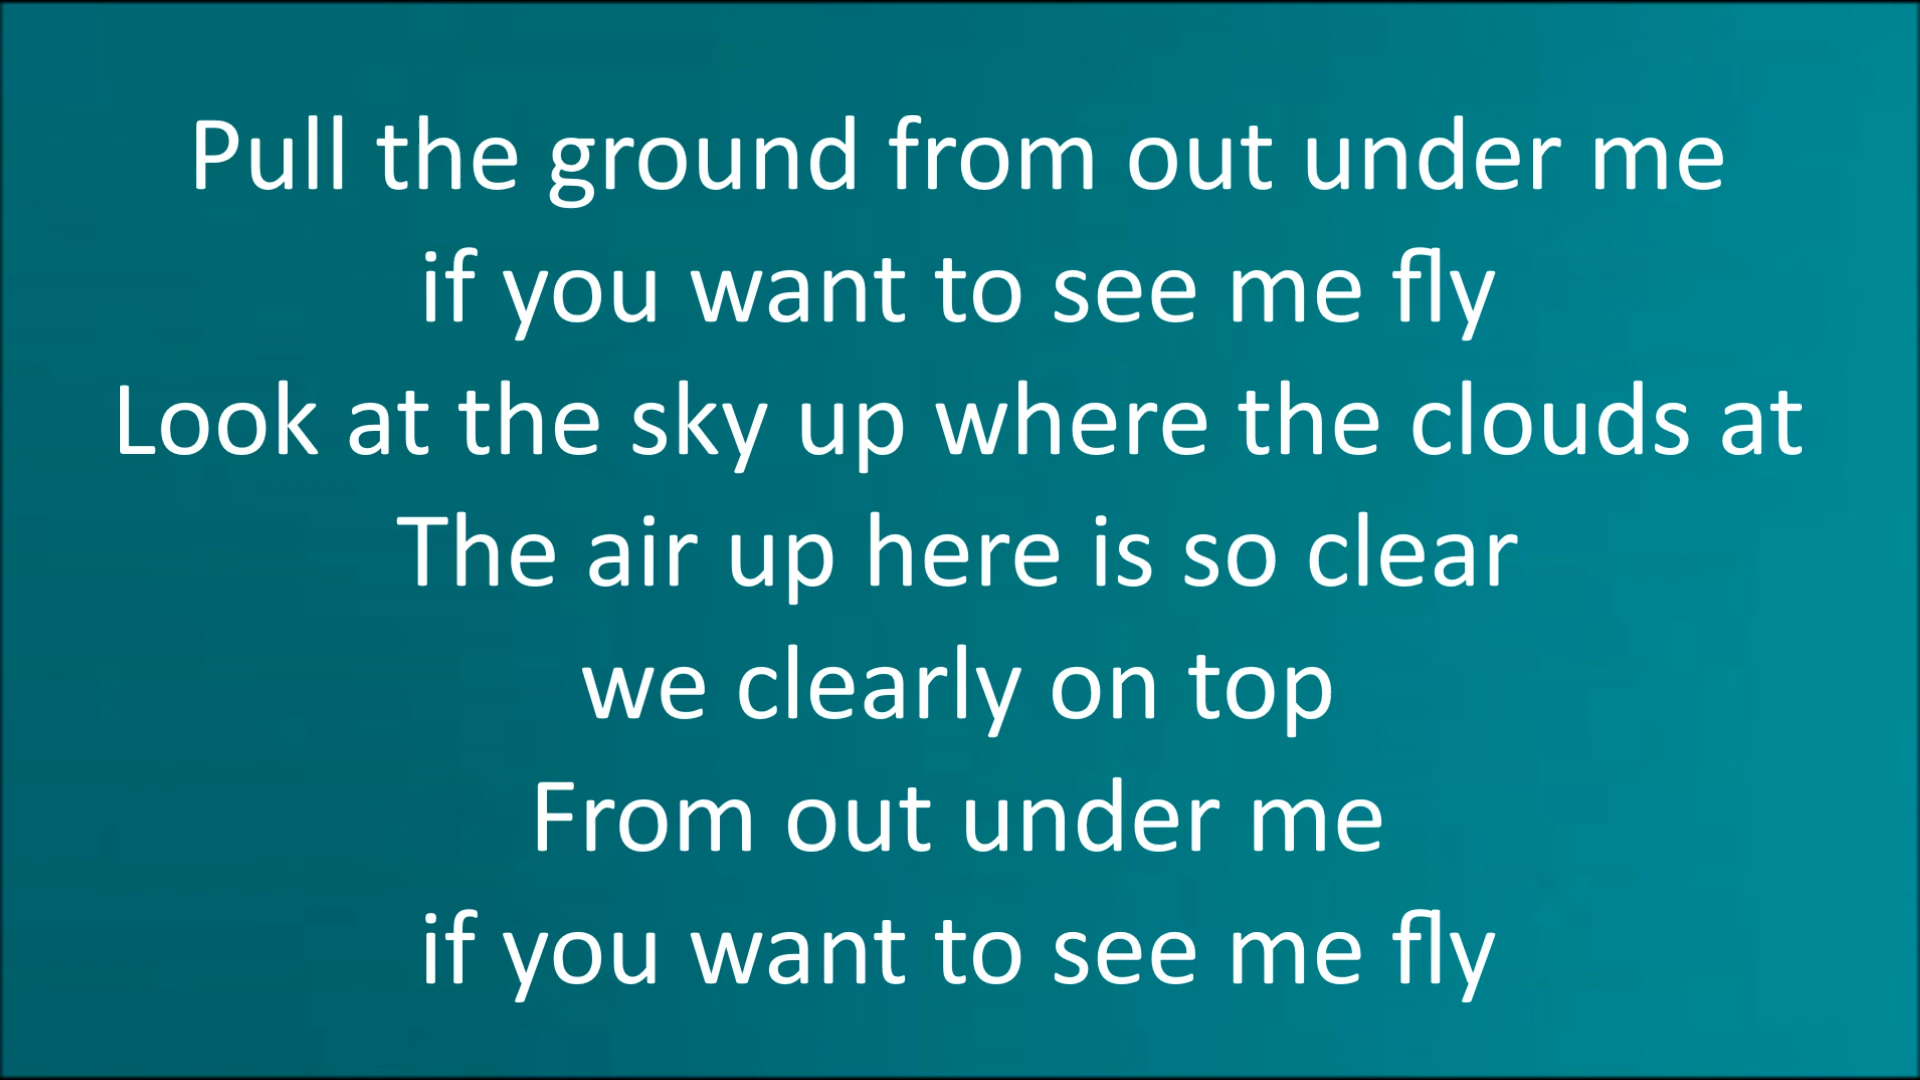 Pull the ground from out under me
if you want to see me fly
Look at the sky up where the clouds at
The air up here is so clear
we clearly on top
From out under me
if you want to see me fly